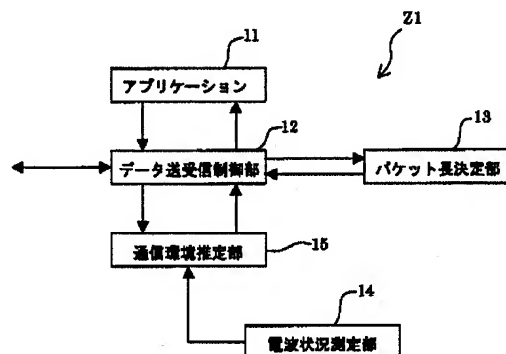 Z1
11
アプリケーション
12
データ送受信制御部
13
パケット長決定部
通信環境推定部
15
14
電波状況測定部